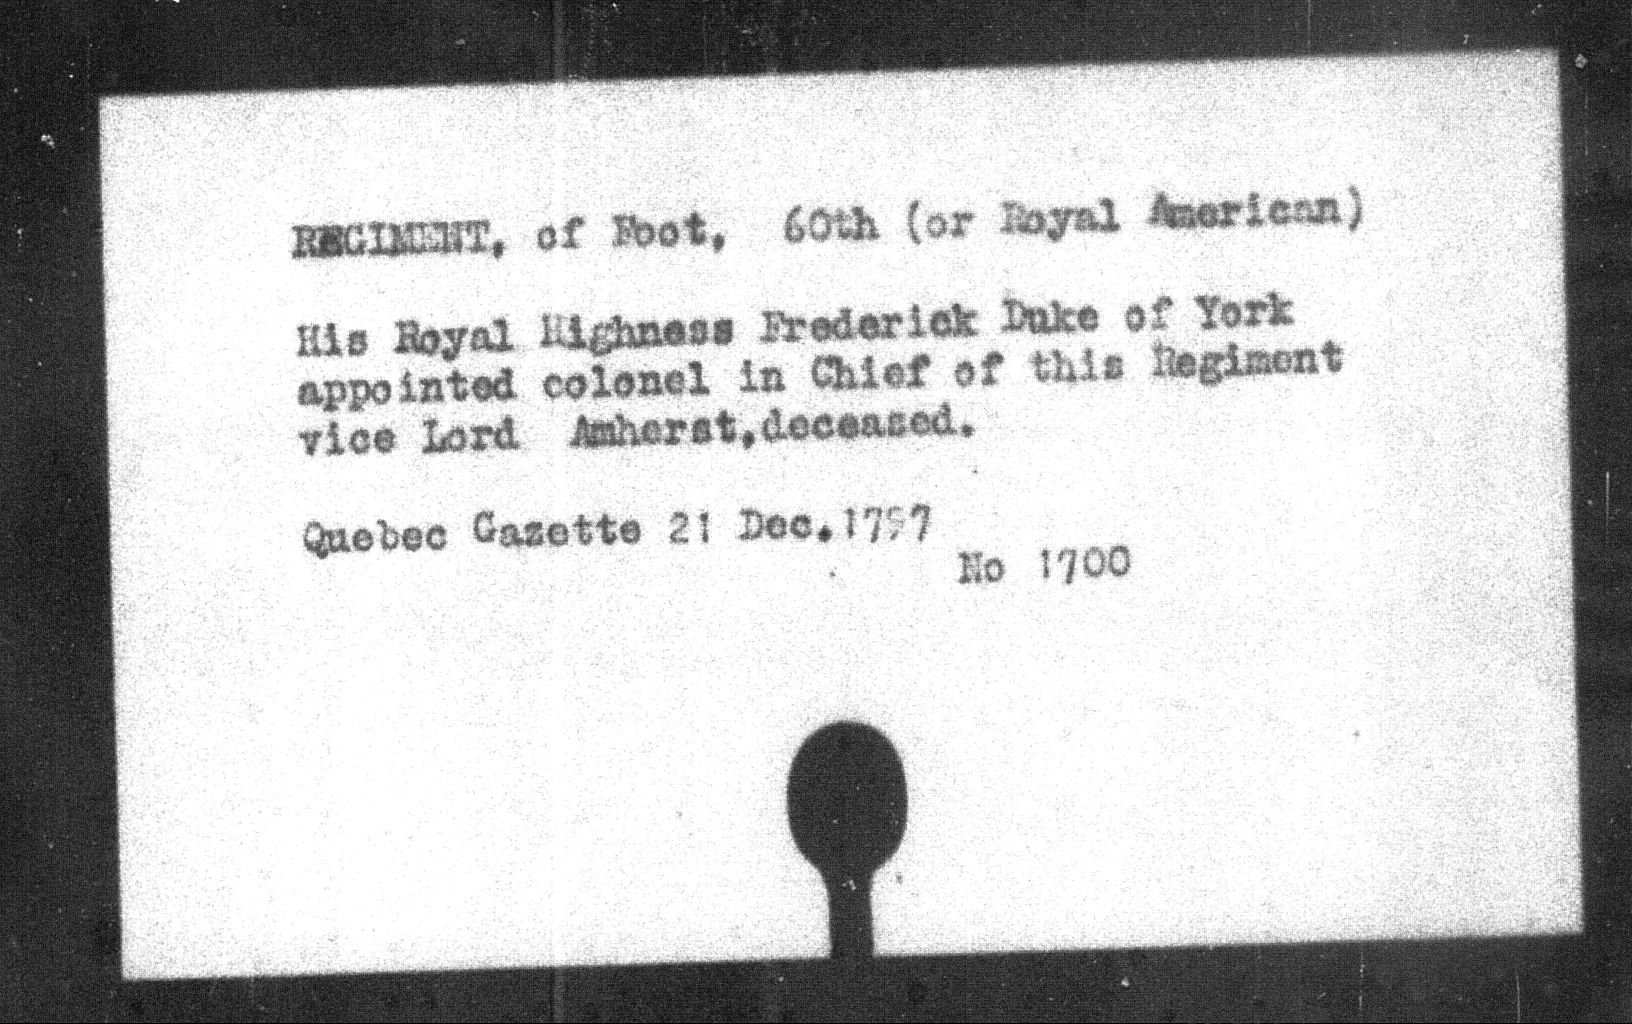 REGIMENT, of Foot, 60th (or Royal American)
His Royal Highness Frederick Duke of York
appointed colonel in Chief of this Regiment
vice Lord Amherst,deceased.
Quebec Gazette 21 Dec.1797
No 1700